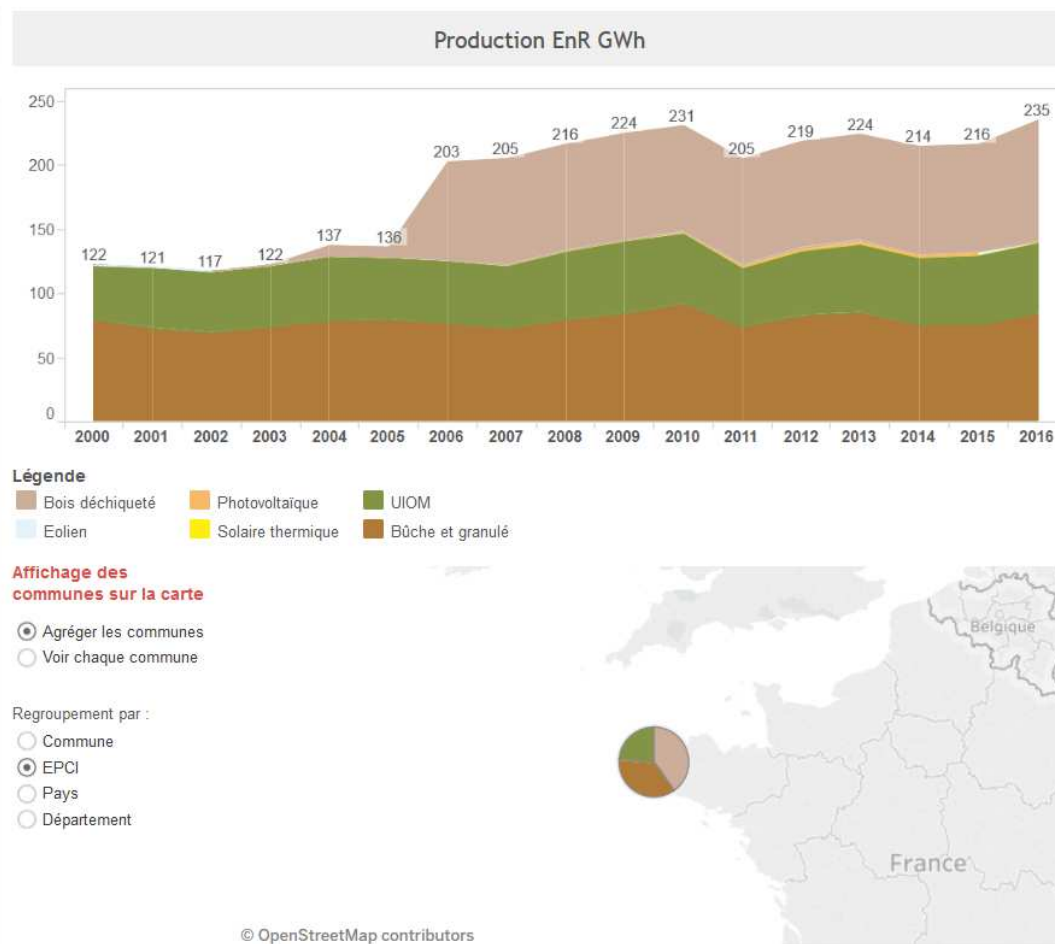 Production EnR GWh
250
200
150
100
50
0
122 121 117 122 137 136 203 205 216 224 231 205 219 224 214 216 235
2000 2001 2002 2003 2004 2005 2006 2007 2008 2009 2010 2011 2012 2013 2014 2015 2016
Légende
Bois déchiqueté Photovoltaïque UIOM
Eolien Solaire thermique Bûche et granulé
Affichage des
communes sur la carte
Agréger les communes
Voir chaque commune
Regroupement par :
Commune
EPCI
Pays
Département
Belgique
France
© OpenStreetMap contributors